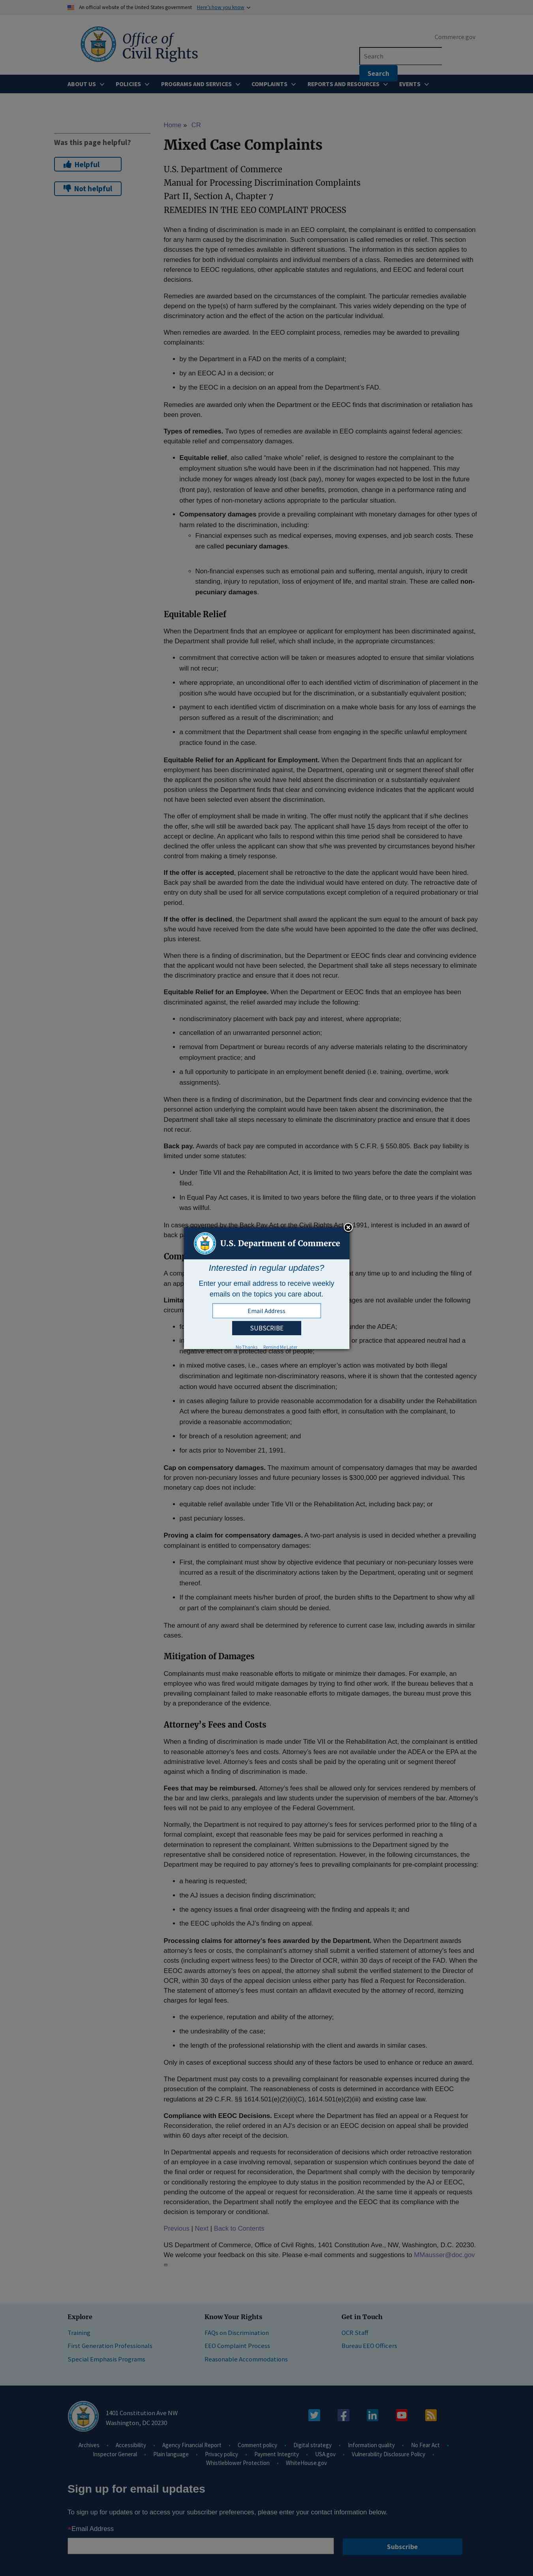 An official website of the United States government Here's how you know
Commerce.gov
Office of
Civil Rights
Search
Search
ABOUT US POLICIES PROGRAMS AND SERVICES COMPLAINTS REPORTS AND RESOURCES EVENTS
Was this page helpful?
Helpful
Not helpful
Home » CR
Mixed Case Complaints
U.S. Department of Commerce
Manual for Processing Discrimination Complaints
Part II, Section A, Chapter 7
REMEDIES IN THE EEO COMPLAINT PROCESS
When a finding of discrimination is made in an EEO complaint, the complainant is entitled to compensation
for any harm caused by the discrimination. Such compensation is called remedies or relief. This section
discusses the type of remedies available in different situations. The information in this section pertains to
remedies for both individual complaints and individual members of a class. Remedies are determined with
reference to EEOC regulations, other applicable statutes and regulations, and EEOC and Federal court
decisions.
Remedies are awarded based on the circumstances of the complaint. The particular remedies available
depend on the type(s) of harm suffered by the complainant. This varies widely depending on the type of
discriminatory action and the effect of the action on the particular individual.
When remedies are awarded. In the EEO complaint process, remedies may be awarded to prevailing
complainants:
• by the Department in a FAD on the merits of a complaint;
• by an EEOC AJ in a decision; or
• by the EEOC in a decision on an appeal from the Department's FAD.
Remedies are awarded only when the Department or the EEOC finds that discrimination or retaliation has
been proven.
Types of remedies. Two types of remedies are available in EEO complaints against federal agencies:
equitable relief and compensatory damages.
• Equitable relief, also called "make whole" relief, is designed to restore the complainant to the
employment situation s/he would have been in if the discrimination had not happened. This may
include money for wages already lost (back pay), money for wages expected to be lost in the future
(front pay), restoration of leave and other benefits, promotion, change in a performance rating and
other types of non-monetary actions appropriate to the particular situation.
• Compensatory damages provide a prevailing complainant with monetary damages for other types of
harm related to the discrimination, including:
◦ Financial expenses such as medical expenses, moving expenses, and job search costs. These
are called pecuniary damages.
◦ Non-financial expenses such as emotional pain and suffering, mental anguish, injury to credit
standing, injury to reputation, loss of enjoyment of life, and marital strain. These are called non-
pecuniary damages.
Equitable Relief
When the Department finds that an employee or applicant for employment has been discriminated against,
the Department shall provide full relief, which shall include, in the appropriate circumstances:
• commitment that corrective action will be taken or measures adopted to ensure that similar violations
will not recur;
• where appropriate, an unconditional offer to each identified victim of discrimination of placement in the
position s/he would have occupied but for the discrimination, or a substantially equivalent position;
• payment to each identified victim of discrimination on a make whole basis for any loss of earnings the
person suffered as a result of the discrimination; and
• a commitment that the Department shall cease from engaging in the specific unlawful employment
practice found in the case.
Equitable Relief for an Applicant for Employment. When the Department finds that an applicant for
employment has been discriminated against, the Department, operating unit or segment thereof shall offer
the applicant the position s/he would have held absent the discrimination or a substantially equivalent
position unless the Department finds that clear and convincing evidence indicates that the applicant would
not have been selected even absent the discrimination.
The offer of employment shall be made in writing. The offer must notify the applicant that if s/he declines
the offer, s/he will still be awarded back pay. The applicant shall have 15 days from receipt of the offer to
accept or decline. An applicant who fails to respond within this time period shall be considered to have
declined the offer, unless s/he can show that s/he was prevented by circumstances beyond his/her
control from making a timely response.
If the offer is accepted, placement shall be retroactive to the date the applicant would have been hired.
Back pay shall be awarded from the date the individual would have entered on duty. The retroactive date of
entry on duty shall be used for all service computations except completion of a required probationary or trial
period.
If the offer is declined, the Department shall award the applicant the sum equal to the amount of back pay
s/he would have received from the date s/he would have been appointed to the date the offer was declined,
with interest.
When there is a finding of discrimination, but the Department or EEOC finds clear and convincing evidence
that the applicant would not have been selected, the Department shall take all steps necessary to eliminate
the discriminatory practice and ensure that it does not recur.
Equitable Relief for an Employee. When the Department or EEOC finds that an employee has been
discriminated against, the relief awarded may include the following:
• nondiscriminatory placement with back pay and interest, where appropriate;
• cancellation of an unwarranted personnel action;
• removal from Department or bureau records of any adverse materials relating to the discriminatory
employment practice; and
• a full opportunity to participate in an employment benefit denied (i.e. training, overtime, work
assignments).
When there is a finding of discrimination, but the Department finds clear and convincing evidence that the
personnel action underlying the complaint would have been taken absent the discrimination, the
Department shall take all steps necessary to eliminate the discriminatory practice and ensure that it does
not recur.
Back pay. Awards of back pay are computed in accordance with 5 C.F.R. § 550.805. Back pay liability is
limited under some statutes:
• Under Title VII and the Rehabilitation Act, it is limited to two years before the date the complaint was
filed.
• In Equal Pay Act cases, it is limited to two years before the filing date, or to three years if the violation
was willful.
In cases governed by the Back Pay Act or the Civil Rights Act of 1991, interest is included in an award of
back p
Comp
A com al any time up to and including the filing of
a pos
Limita ges are not available under the following
circum
• fo under the ADEA;
• in or practice that appeared neutral had a
negative effect on a protected class of people;
• in mixed motive cases, i.e., cases where an employer's action was motivated by both illegal
discrimination and legitimate non-discriminatory reasons, where it is shown that the contested agency
action would have occurred absent the discrimination;
• in cases alleging failure to provide reasonable accommodation for a disability under the Rehabilitation
Act where the bureau demonstrates a good faith effort, in consultation with the complainant, to
provide a reasonable accommodation;
• for breach of a resolution agreement; and
• for acts prior to November 21, 1991.
U.S. Department of Commerce
Interested in regular updates?
Enter your email address to receive weekly
emails on the topics you care about.
Email Address
SUBSCRIBE
No Thanks Remind Me Later
Cap on compensatory damages. The maximum amount of compensatory damages that may be awarded
for proven non-pecuniary losses and future pecuniary losses is $300,000 per aggrieved individual. This
monetary cap does not include:
• equitable relief available under Title VII or the Rehabilitation Act, including back pay; or
• past pecuniary losses.
Proving a claim for compensatory damages. A two-part analysis is used in deciding whether a prevailing
complainant is entitled to compensatory damages:
• First, the complainant must show by objective evidence that pecuniary or non-pecuniary losses were
incurred as a result of the discriminatory actions taken by the Department, operating unit or segment
thereof.
• If the complainant meets his/her burden of proof, the burden shifts to the Department to show why all
or part of the complainant's claim should be denied.
The amount of any award shall be determined by reference to current case law, including awards in similar
cases.
Mitigation of Damages
Complainants must make reasonable efforts to mitigate or minimize their damages. For example, an
employee who was fired would mitigate damages by trying to find other work. If the bureau believes that a
prevailing complainant failed to make reasonable efforts to mitigate damages, the bureau must prove this
by a preponderance of the evidence.
Attorney's Fees and Costs
When a finding of discrimination is made under Title VII or the Rehabilitation Act, the complainant is entitled
to reasonable attorney's fees and costs. Attorney's fees are not available under the ADEA or the EPA at the
administrative level. Attorney's fees and costs shall be paid by the operating unit or segment thereof
against which a finding of discrimination is made.
Fees that may be reimbursed. Attorney's fees shall be allowed only for services rendered by members of
the bar and law clerks, paralegals and law students under the supervision of members of the bar. Attorney's
fees will not be paid to any employee of the Federal Government.
Normally, the Department is not required to pay attorney's fees for services performed prior to the filing of a
formal complaint, except that reasonable fees may be paid for services performed in reaching the
determination to represent the complainant. Written submissions to the Department signed by the
representative shall be considered notice of representation. However, in the following circumstances, the
Department may be required to pay attorney's fees to prevailing complainants for pre-complaint processing:
• a hearing is requested;
• the AJ issues a decision finding discrimination;
• the agency issues a final order disagreeing with the finding and appeals it; and
• the EEOC upholds the AJ's finding on appeal.
Processing claims for attorney's fees awarded by the Department. When the Department awards
attorney's fees or costs, the complainant's attorney shall submit a verified statement of attorney's fees and
costs (including expert witness fees) to the Director of OCR, within 30 days of receipt of the FAD. When the
EEOC awards attorney's fees on appeal, the attorney shall submit the verified statement to the Director of
OCR, within 30 days of the appeal decision unless either party has filed a Request for Reconsideration.
The statement of attorney's fees must contain an affidavit executed by the attorney of record, itemizing
charges for legal fees.
• the experience, reputation and ability of the attorney;
• the undesirability of the case;
• the length of the professional relationship with the client and awards in similar cases.
Only in cases of exceptional success should any of these factors be used to enhance or reduce an award.
The Department must pay costs to a prevailing complainant for reasonable expenses incurred during the
prosecution of the complaint. The reasonableness of costs is determined in accordance with EEOC
regulations at 29 C.F.R. §§ 1614.501(e)(2)(ii)(C), 1614.501(e)(2)(iii) and existing case law.
Compliance with EEOC Decisions. Except where the Department has filed an appeal or a Request for
Reconsideration, the relief ordered in an AJ's decision or an EEOC decision on appeal shall be provided
within 60 days after receipt of the decision.
In Departmental appeals and requests for reconsideration of decisions which order retroactive restoration of
an employee in a case involving removal, separation or suspension which continues beyond the date of
the final order or request for reconsideration, the Department shall comply with the decision by temporarily
or conditionally restoring the employee to duty status in the position recommended by the AJ or EEOC,
pending the outcome of the appeal or request for reconsideration. At the same time it appeals or requests
reconsideration, the Department shall notify the employee and the EEOC that its compliance with the
decision is temporary or conditional.
Previous | Next | Back to Contents
US Department of Commerce, Office of Civil Rights, 1401 Constitution Ave., NW, Washington, D.C. 20230.
We welcome your feedback on this site. Please e-mail comments and suggestions to MMausser@doc.gov
Explore
Training
First Generation Professionals
Special Emphasis Programs
Know Your Rights
FAQs on Discrimination
EEO Complaint Process
Reasonable Accommodations
Get in Touch
OCR Staff
Bureau EEO Officers
1401 Constitution Ave NW
Washington, DC 20230
Archives - Accessibility - Agency Financial Report - Comment policy - Digital strategy - Information quality - No Fear Act -
Inspector General - Plain language - Privacy policy - Payment Integrity - USA.gov - Vulnerability Disclosure Policy -
Whistleblower Protection - WhiteHouse.gov
Sign up for email updates
To sign up for updates or to access your subscriber preferences, please enter your contact information below.
*Email Address
Subscribe